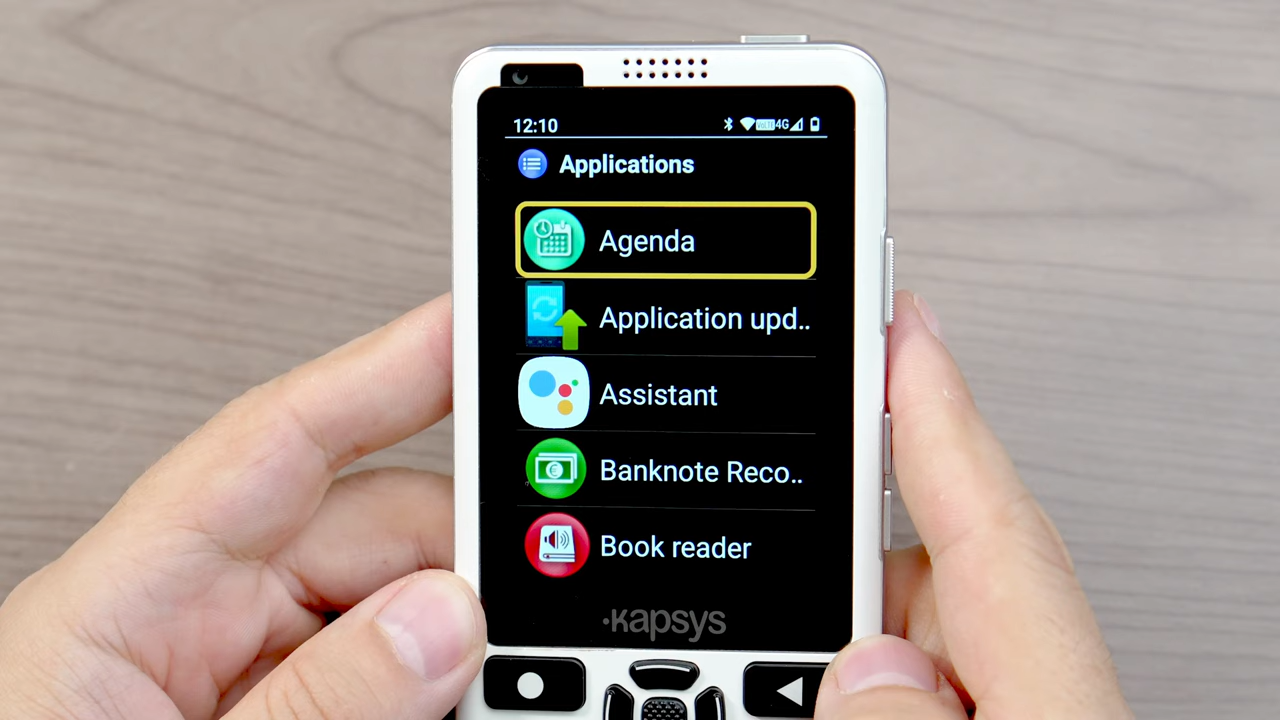 12:10
4G
Applications
Agenda
Application upd..
Assistant
Banknote Reco..
Book reader
kapsys